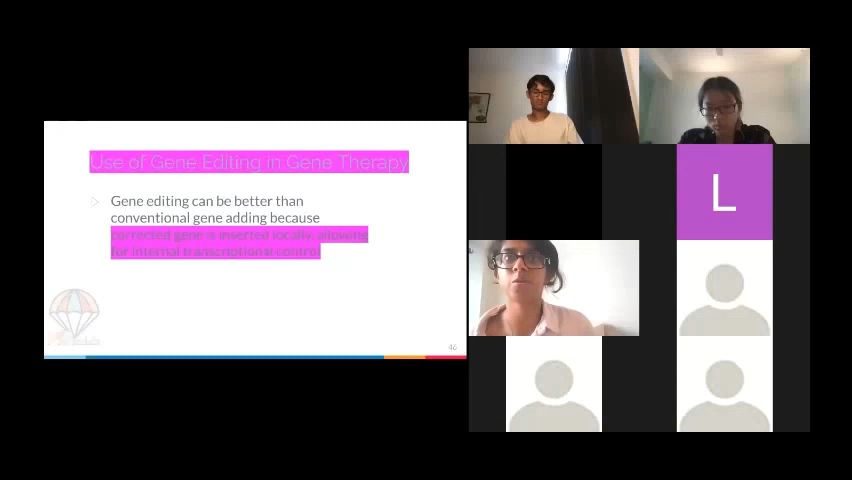 Use of Gene Editing in Gene Therapy
Gene editing can be better than
conventional gene adding because
corrected gene is inverted locally, allowing
for internal transcriptional control
46
L